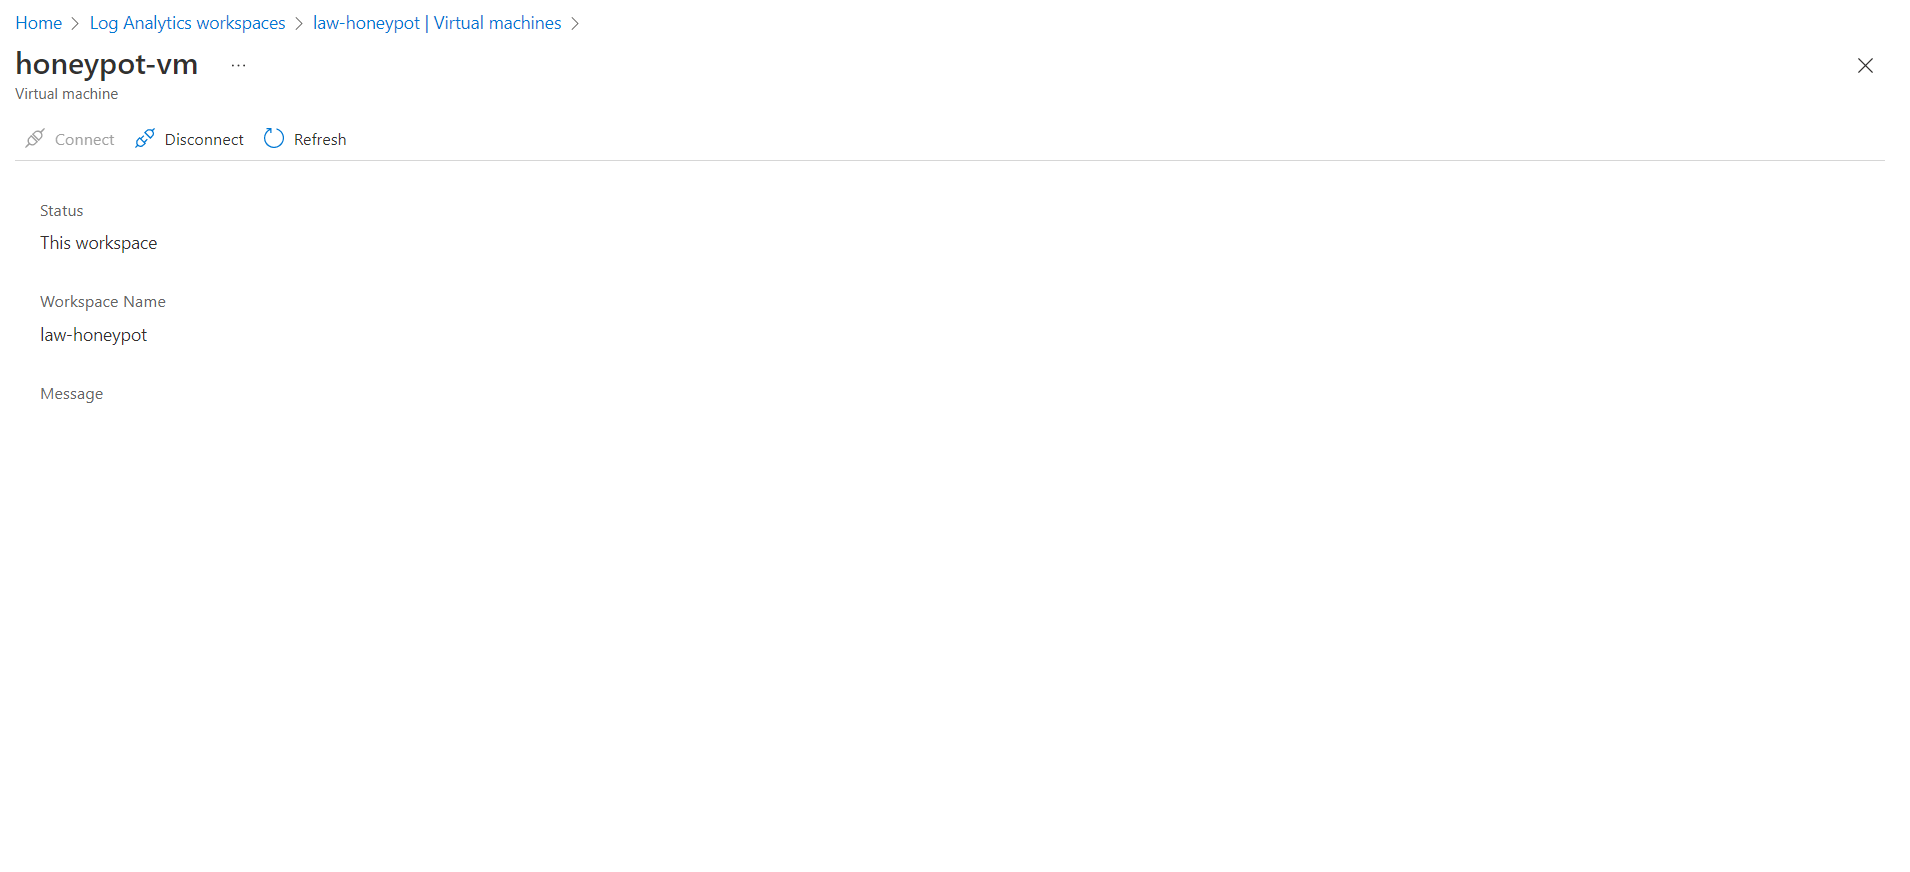 Home > Log Analytics workspaces > law-honeypot | Virtual machines >
honeypot-vm ...
Virtual machine
Connect Disconnect Refresh
Status
This workspace
Workspace Name
law-honeypot
Message